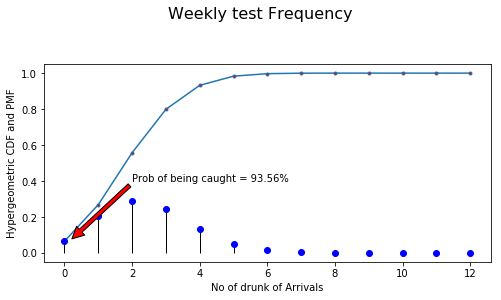 Weekly test Frequency
Hypergeometric CDF and PMF
1.0
0.8
0.6
0.4
0.2
0.0
Prob of being caught = 93.56%
0 2 4 6 8 10 12
No of drunk of Arrivals